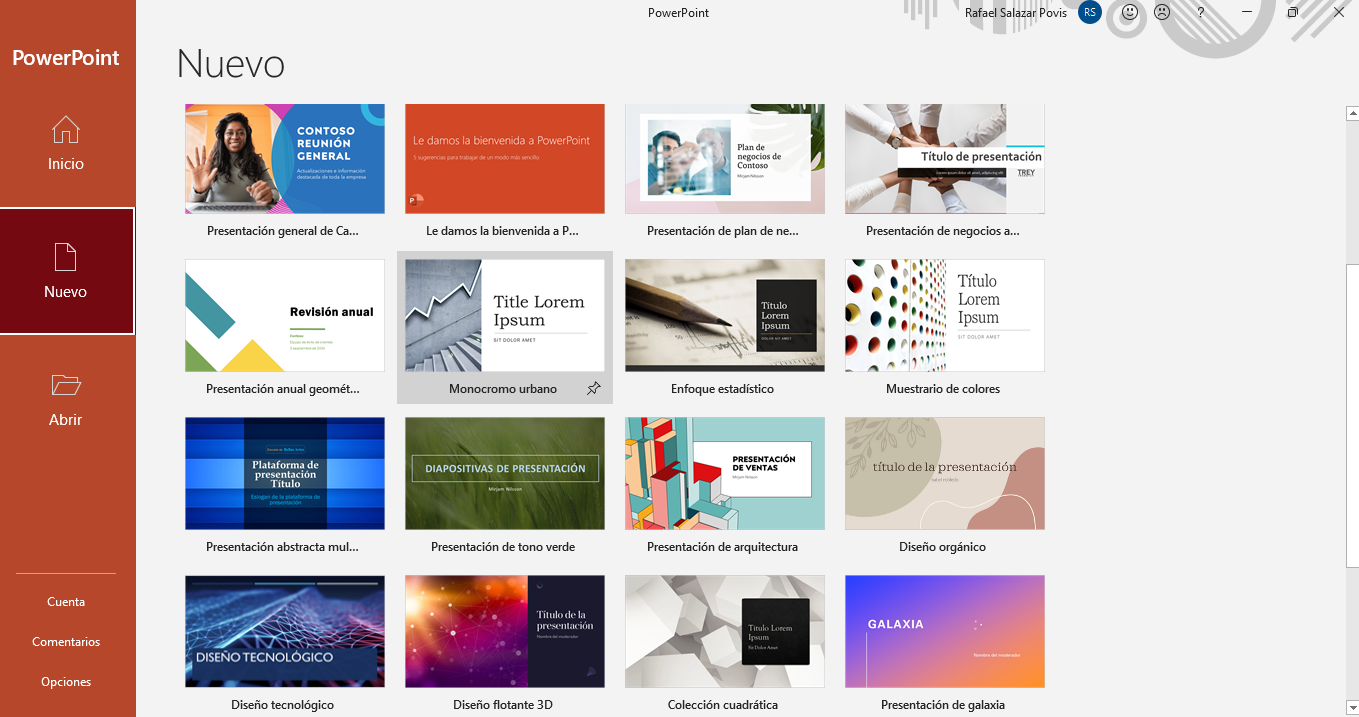 PowerPoint
Rafael Salazar Povis
RS
?
PowerPoint
Inicio
Nuevo
Abrir
Cuenta
Comentarios
Opciones
Nuevo
CONTOSO
REUNIÓN
GENERAL
Actualizaciones e información
destacada de toda la empresa
Presentación general de Ca...
Le damos la bienvenida a PowerPoint
5 sugerencias para trabajar de un modo más sencillo
P
Le damos la bienvenida a P...
Plan de
negocios de
Contoso
Mirjam Nilsson
Presentación de plan de ne...
Título de presentación
Lorem ipsum dolor sit amet, adipiscing elit
TREY
Presentación de negocios a...
Revisión anual
Contoso
Presentación anual geomét...
Title Lorem
Ipsum
SIT DOLOR AMET
Monocromo urbano
Título
Lorem
Ipsum
DOLOR SIT AMET
Enfoque estadístico
Título
Lorem
Ipsum
SIT DOLOR AMET
Muestrario de colores
Plataforma de
presentación
Título
Eslogan de la plataforma de
presentación
Presentación abstracta mul...
DIAPOSITIVAS DE PRESENTACIÓN
Mirjam Nilsson
Presentación de tono verde
PRESENTACIÓN
DE VENTAS
Mirjam Nilsson
Presentación de arquitectura
título de la presentación
Diseño orgánico
DISEÑO TECNOLÓGICO
Diseño tecnológico
Título de la
presentación
Nombre del moderador
Diseño flotante 3D
Título Lorem
Ipsum
Sit Dolor Amet
Colección cuadrática
GALAXIA
Nombre del moderador
Presentación de galaxia